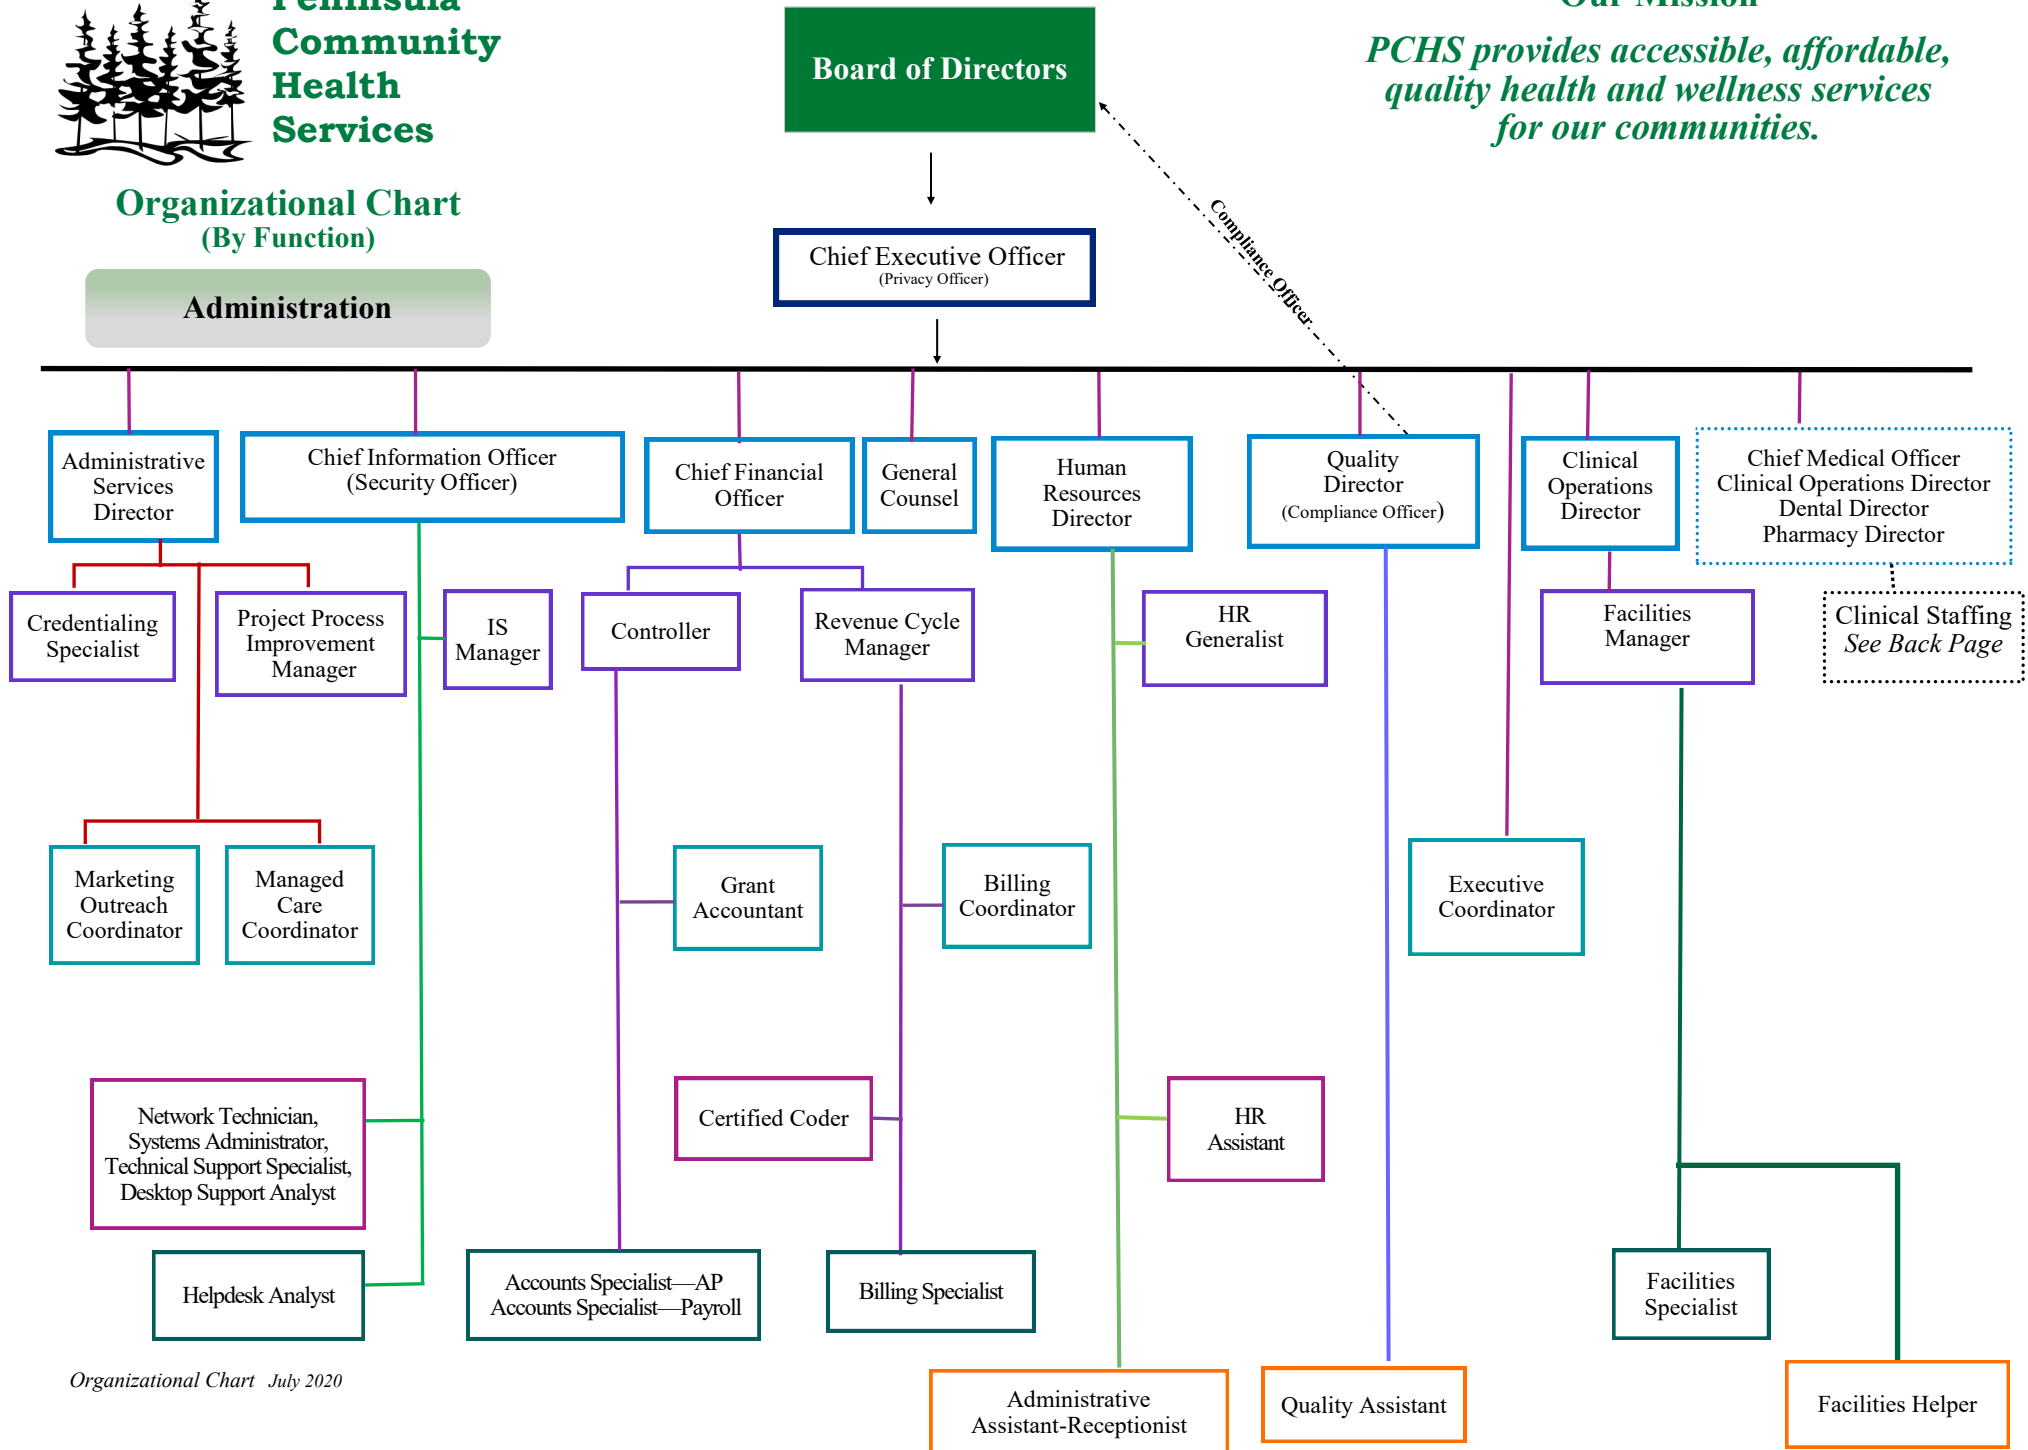 Peninsula
Community
Health
Services
Organizational Chart
(By Function)
Administration
Board of Directors
Our Mission
PCHS provides accessible, affordable,
quality health and wellness services
for our communities.
Compliance Officer
Chief Executive Officer
(Privacy Officer)
Administrative
Services
Director
Chief Information Officer
(Security Officer)
Chief Financial
Officer
General
Counsel
Human
Resources
Director
Quality
Director
(Compliance Officer)
Clinical
Operations
Director
Chief Medical Officer
Clinical Operations Director
Dental Director
Pharmacy Director
Credentialing
Specialist
Project Process
Improvement
Manager
IS
Manager
Controller
Revenue Cycle
Manager
HR
Generalist
Facilities
Manager
Clinical Staffing
See Back Page
Marketing
Outreach
Coordinator
Managed
Care
Coordinator
Grant
Accountant
Billing
Coordinator
Executive
Coordinator
Network Technician,
Systems Administrator,
Technical Support Specialist,
Desktop Support Analyst
Certified Coder
HR
Assistant
Helpdesk Analyst
Accounts Specialist—AP
Accounts Specialist—Payroll
Billing Specialist
Facilities
Specialist
Organizational Chart July 2020
Administrative
Assistant-Receptionist
Quality Assistant
Facilities Helper